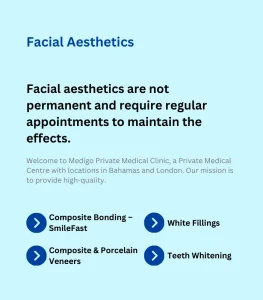 Facial Aesthetics
Facial aesthetics are not
permanent and require regular
appointments to maintain the
effects.
Welcome to Medigo Private Medical Clinic, a Private Medical
Centre with locations in Bahamas and London. Our mission is
to provide high-quality.
Composite Bonding –
SmileFast
White Fillings
Composite & Porcelain
Veneers
Teeth Whitening